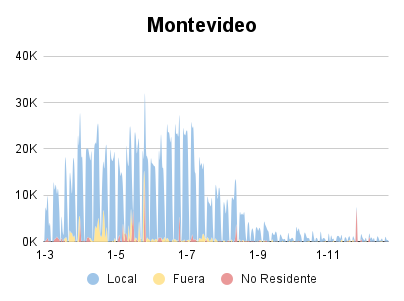 Montevideo
40K
30K
20K
10K
0K
1-3 1-5 1-7 1-9 1-11
Local Fuera No Residente